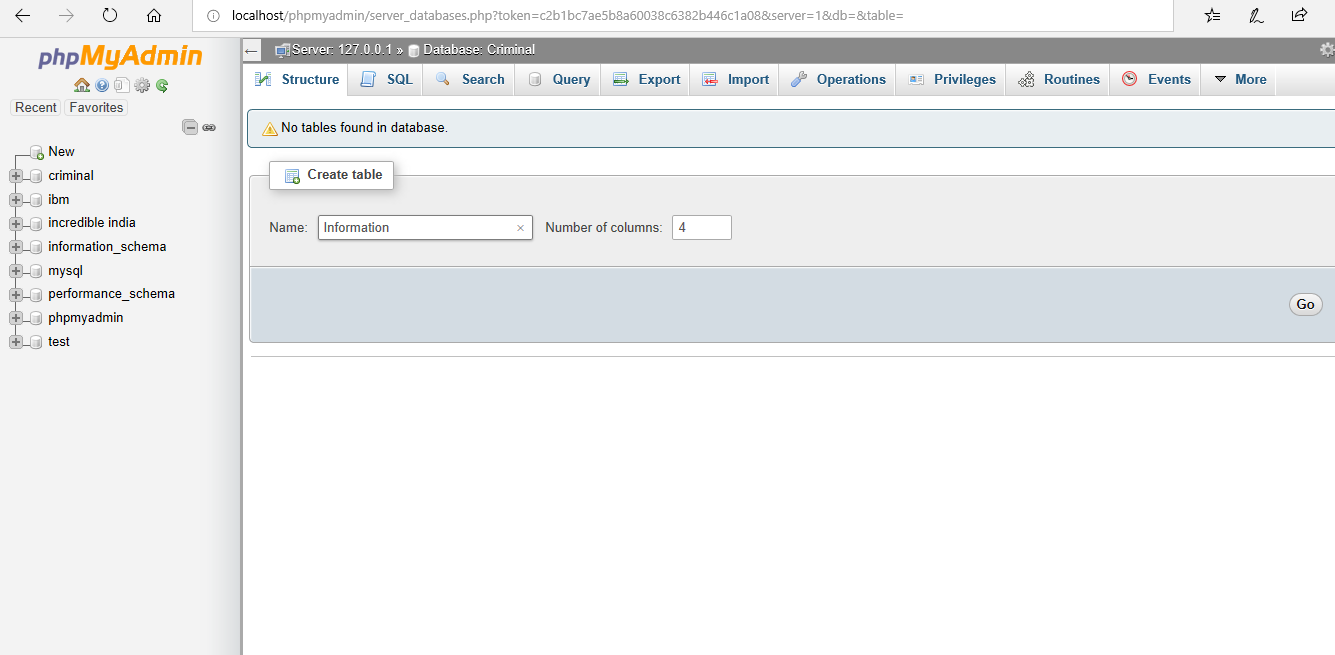 localhost/phpmyadmin/server_databases.php?token=c2b1bc7ae5b8a60038c6382b446c1a08&server=1&db=&table=
phpMyAdmin
Recent Favorites
New
criminal
ibm
incredible india
information_schema
mysql
performance_schema
phpmyadmin
test
Server: 127.0.0.1 » Database: Criminal
Structure SQL Search Query Export Import Operations Privileges Routines Events More
No tables found in database.
Create table
Name: Information × Number of columns: 4
Go